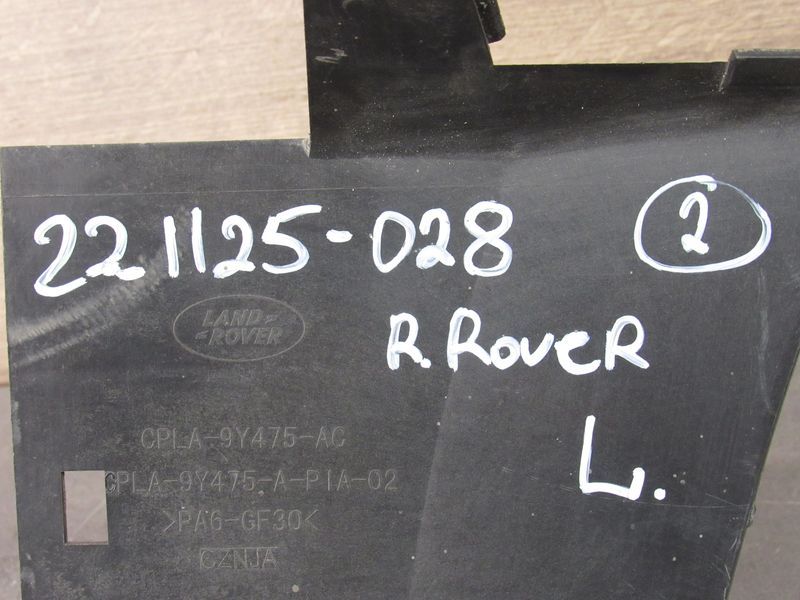 221125-028
2
LAND ROVER
R. RoveR
CPLA-9Y475-AC
L.
CPLA-9Y475-A-PIA-02
>PA6-GF30<
CZNJA